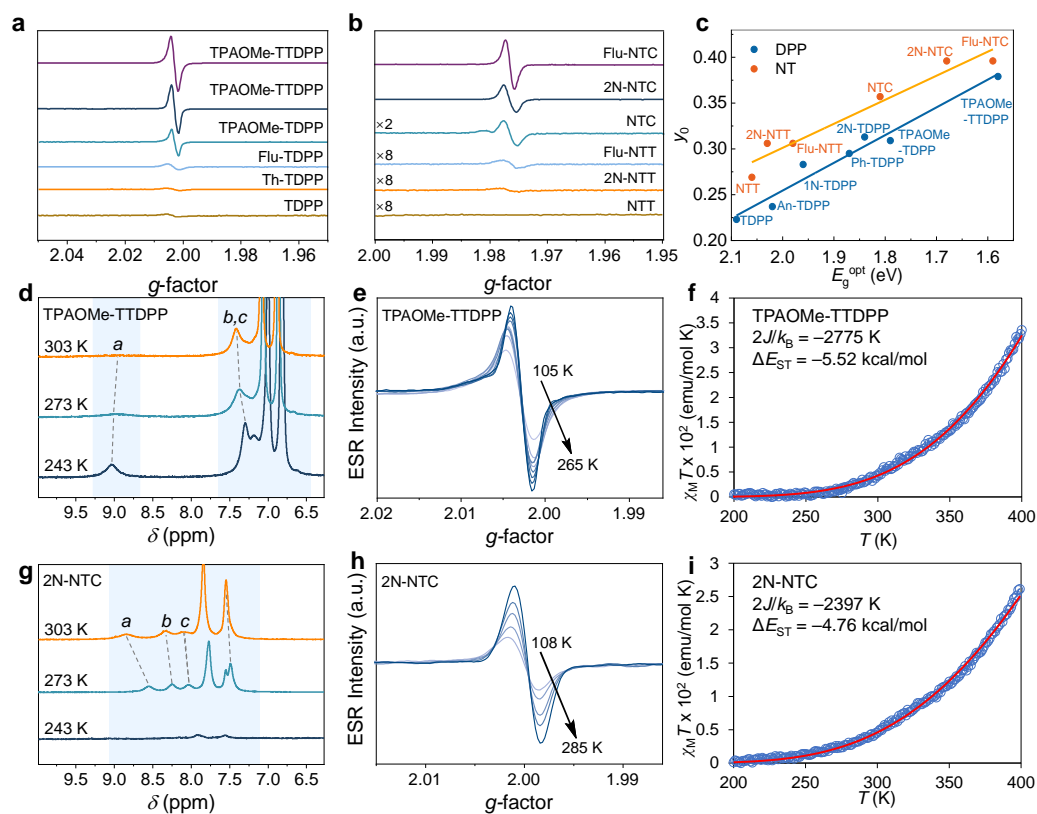 a
TPAOMe-TTDPP
TPAOMe-TTDPP
TPAOMe-TDPP
Flu-TDPP
Th-TDPP
TDPP
2.04 2.02 2.00 1.98 1.96
g-factor
b
Flu-NTC
2N-NTC
×2
NTC
×8
Flu-NTT
×8
2N-NTT
×8
NTT
2.00 1.99 1.98 1.97 1.96 1.95
g-factor
c
DPP
NT
2N-NTC
Flu-NTC
NTC
TPAOMe
-TTDPP
2N-NTT
2N-TDPP
TPAOMe
-TDPP
Flu-NTT
Ph-TDPP
NTT
1N-TDPP
An-TDPP
TDPP
0.40
0.35
0.30
0.25
0.20
y₀
2.1 2.0 1.9 1.8 1.7 1.6
E_g^opt (eV)
d
TPAOMe-TTDPP
a
b,c
303 K
273 K
243 K
9.0 8.5 8.0 7.5 7.0 6.5
δ (ppm)
e
TPAOMe-TTDPP
105 K
265 K
ESR Intensity (a.u.)
2.02 2.01 2.00 1.99
g-factor
f
TPAOMe-TTDPP
2J/k_B = −2775 K
ΔE_ST = −5.52 kcal/mol
χ_MT x 10² (emu/mol K)
3.5
3
2.5
2
1.5
1
0.5
0
200 250 300 350 400
T (K)
g
2N-NTC
a
b
c
303 K
273 K
243 K
9.5 9.0 8.5 8.0 7.5 7.0 6.5
δ (ppm)
h
2N-NTC
108 K
285 K
ESR Intensity (a.u.)
2.01 2.00 1.99
g-factor
i
2N-NTC
2J/k_B = −2397 K
ΔE_ST = −4.76 kcal/mol
χ_MT x 10² (emu/mol K)
3
2.5
2
1.5
1
0.5
0
200 250 300 350 400
T (K)